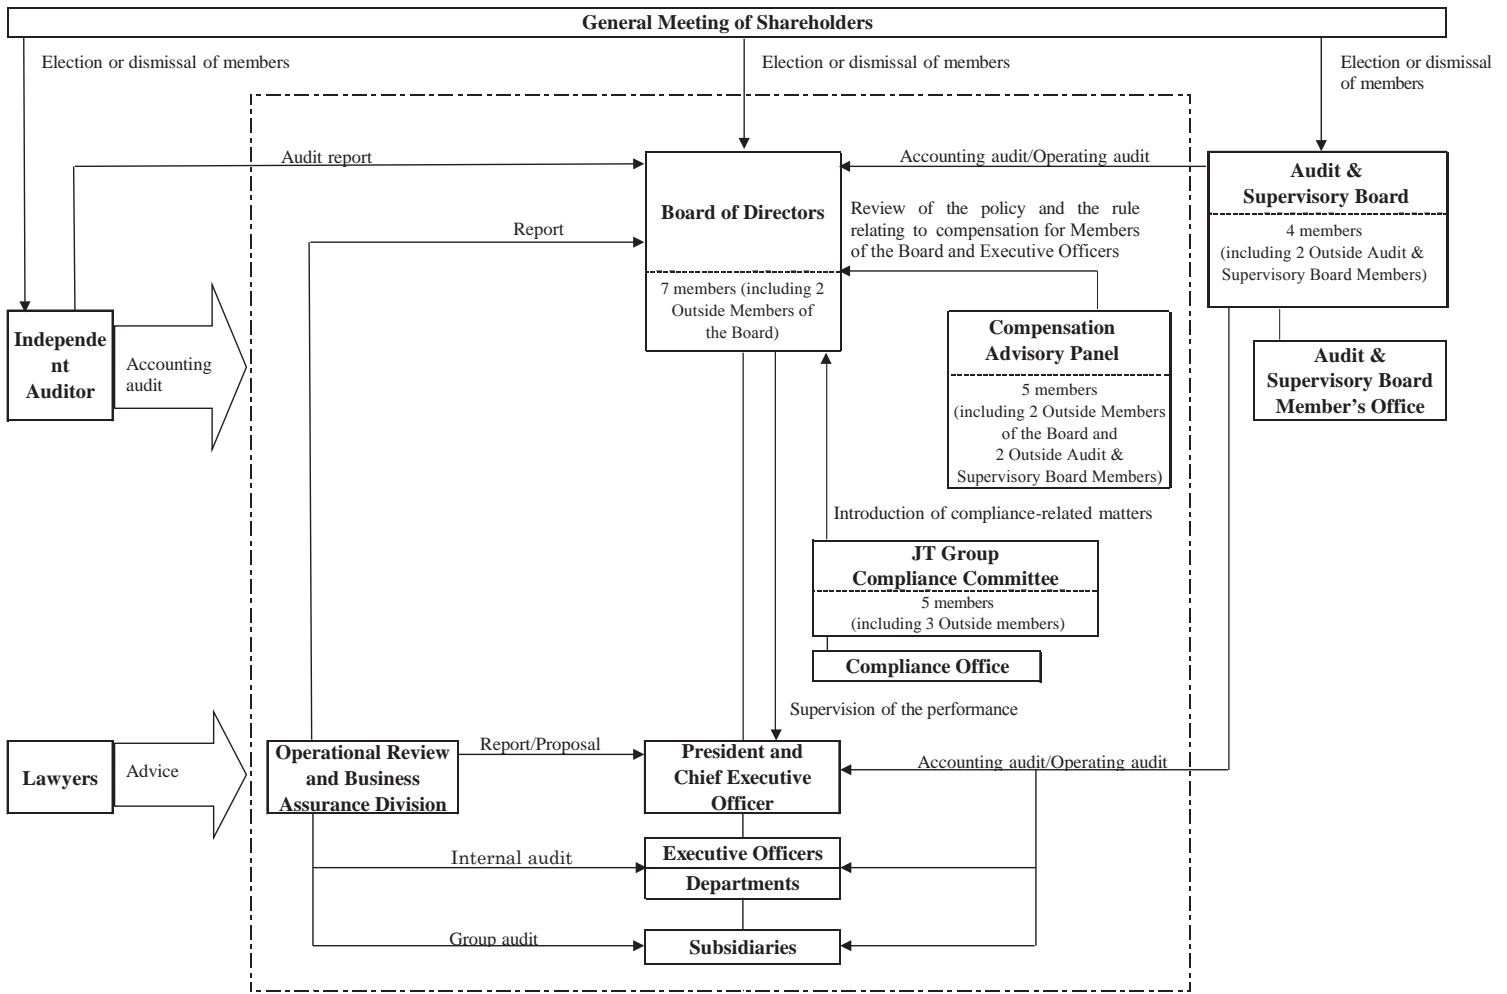 General Meeting of Shareholders
Election or dismissal of members
Election or dismissal of members
Election or dismissal
of members
Audit report
Accounting audit/Operating audit
Audit &
Supervisory Board
4 members
(including 2 Outside Audit &
Supervisory Board Members)
Board of Directors
7 members (including 2
Outside Members of
the Board)
Review of the policy and the rule
relating to compensation for Members
of the Board and Executive Officers
Report
Independe
nt
Auditor
Accounting
audit
Compensation
Advisory Panel
5 members
(including 2 Outside Members
of the Board and
2 Outside Audit &
Supervisory Board Members)
Audit &
Supervisory Board
Member's Office
Introduction of compliance-related matters
JT Group
Compliance Committee
5 members
(including 3 Outside members)
Compliance Office
Supervision of the performance
Lawyers
Advice
Operational Review
and Business
Assurance Division
Report/Proposal
President and
Chief Executive
Officer
Accounting audit/Operating audit
Internal audit
Executive Officers
Departments
Group audit
Subsidiaries